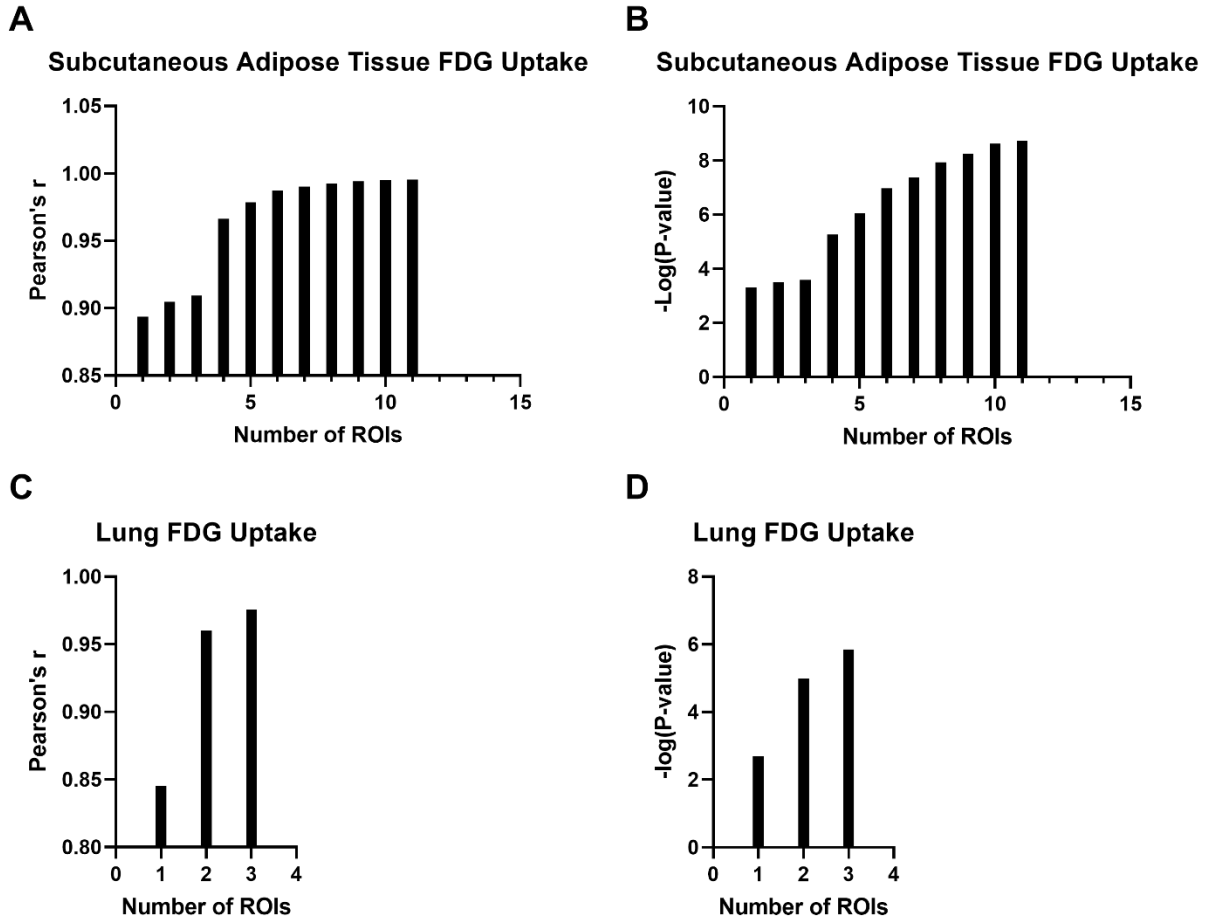 A
Subcutaneous Adipose Tissue FDG Uptake
Pearson's r
1.05
1.00
0.95
0.90
0.85
0 5 10 15
Number of ROIs
B
Subcutaneous Adipose Tissue FDG Uptake
-Log(P-value)
10
8
6
4
2
0
0 5 10 15
Number of ROIs
C
Lung FDG Uptake
Pearson's r
1.00
0.95
0.90
0.85
0.80
0 1 2 3 4
Number of ROIs
D
Lung FDG Uptake
-log(P-value)
8
6
4
2
0
0 1 2 3 4
Number of ROIs